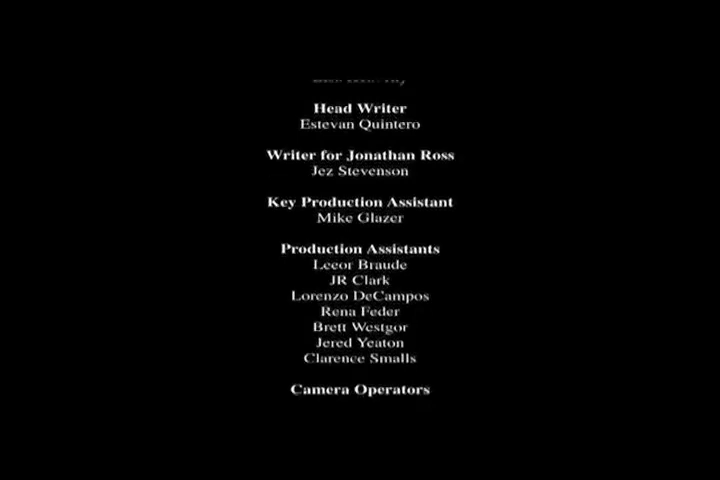 Head Writer
Estevan Quintero
Writer for Jonathan Ross
Jez Stevenson
Key Production Assistant
Mike Glazer
Production Assistants
Leeor Braude
JR Clark
Lorenzo DeCampos
Rena Feder
Brett Westgor
Jered Yeaton
Clarence Smalls
Camera Operators